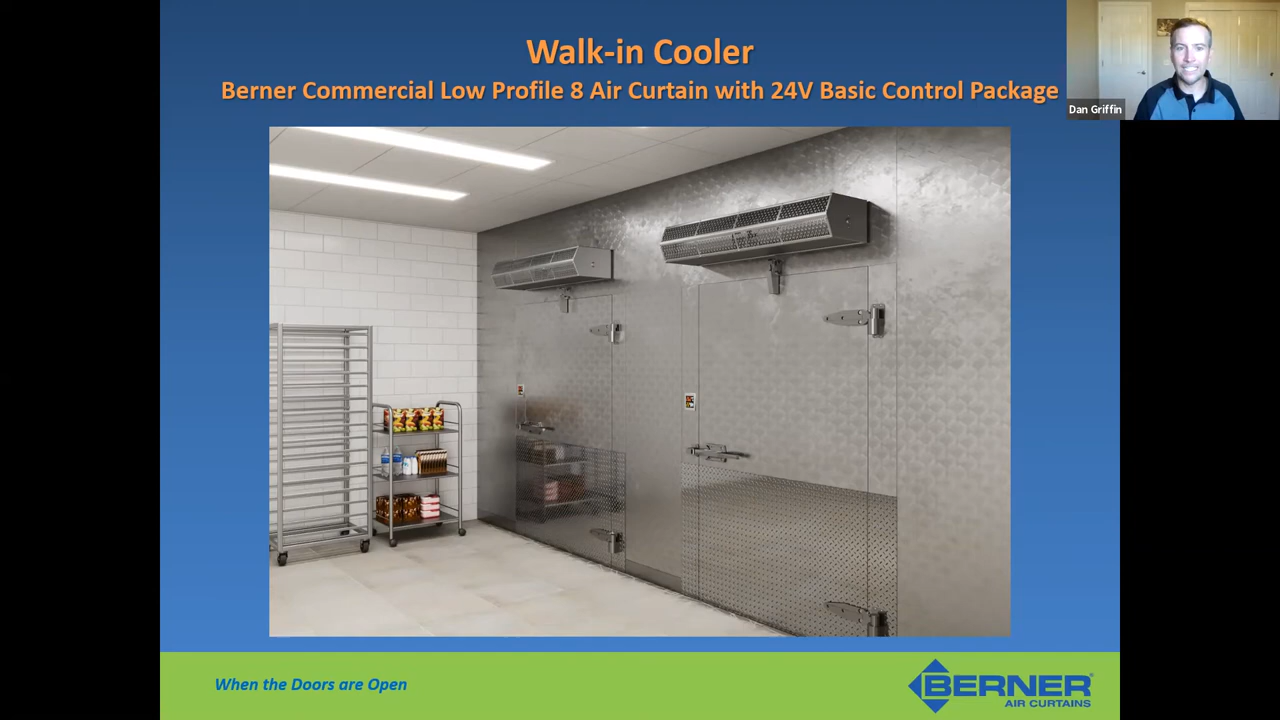 Walk-in Cooler
Berner Commercial Low Profile 8 Air Curtain with 24V Basic Control Package
Dan Griffin
When the Doors are Open
BERNER®
AIR CURTAINS